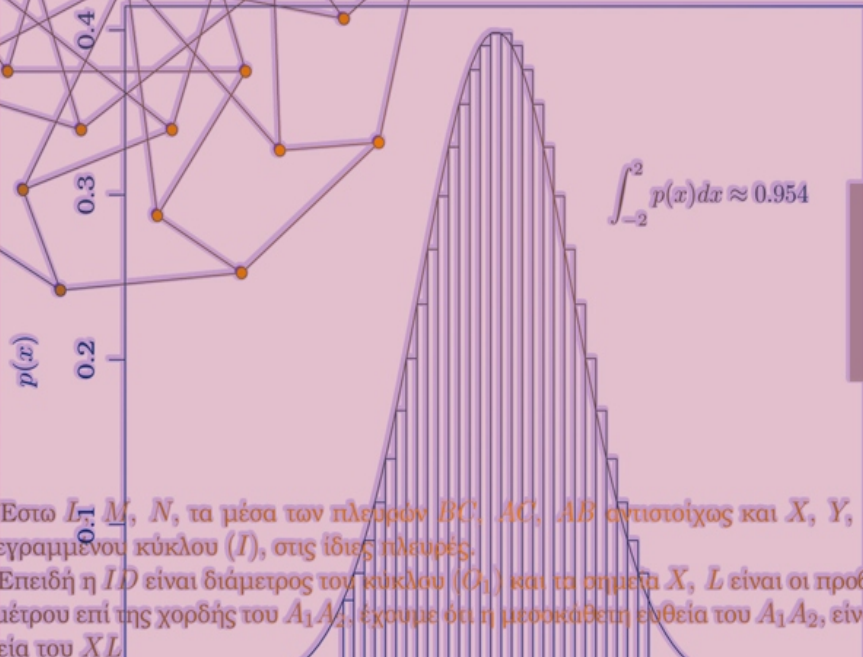 0.4
0.3
∫_{-2}^{2} p(x)dx ≈ 0.954
p(x)
0.2
0.1
Εστω L, M, N, τα μέσα των πλευρών BC, AC, AB αντιστοίχως και X, Y,
εγραμμένου κύκλου (I), στις ίδιες πλευρές.
Επειδή η ID είναι διάμετρος του κύκλου (O₁) και τα σημεία X, L είναι οι προβ
μέτρου επί της χορδής του A₁A₂, έχουμε ότι η μεσοκάθετη ευθεία του A₁A₂, είν
εία του XL